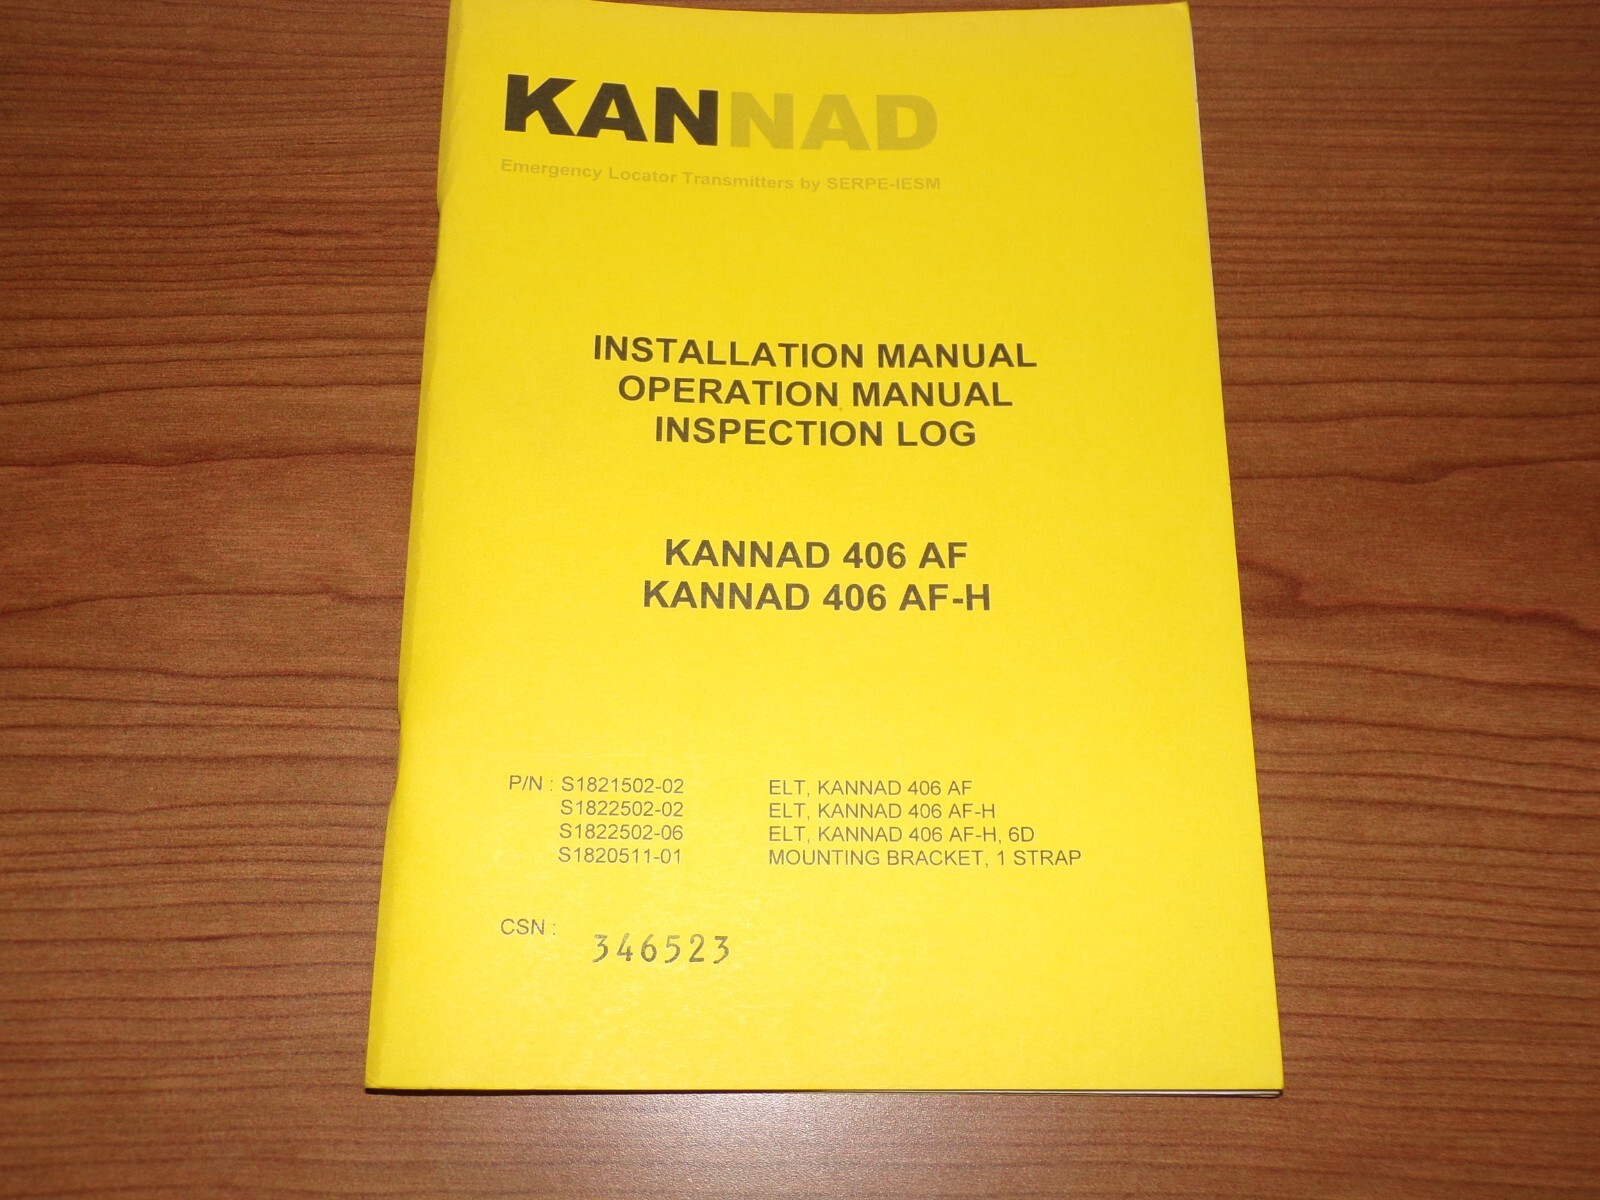 KANNAD
Emergency Locator Transmitters by SERPE-IESM
INSTALLATION MANUAL
OPERATION MANUAL
INSPECTION LOG
KANNAD 406 AF
KANNAD 406 AF-H
P/N : S1821502-02 ELT, KANNAD 406 AF
S1822502-02 ELT, KANNAD 406 AF-H
S1822502-06 ELT, KANNAD 406 AF-H, 6D
S1820511-01 MOUNTING BRACKET, 1 STRAP
CSN : 346523